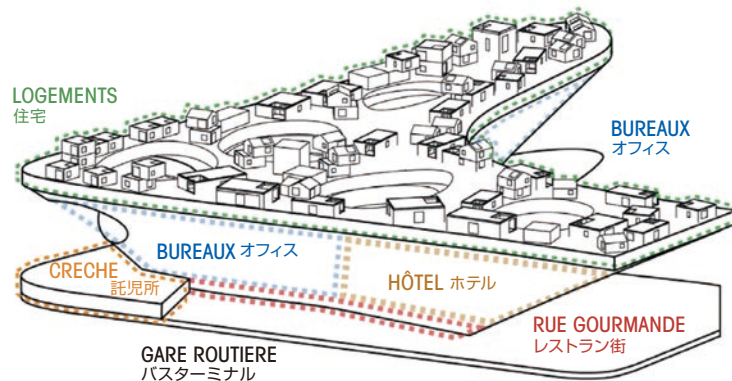 LOGEMENTS
住宅
BUREAUX
オフィス
BUREAUX オフィス
CRECHE
託児所
HÔTEL ホテル
RUE GOURMANDE
レストラン街
GARE ROUTIERE
バスターミナル